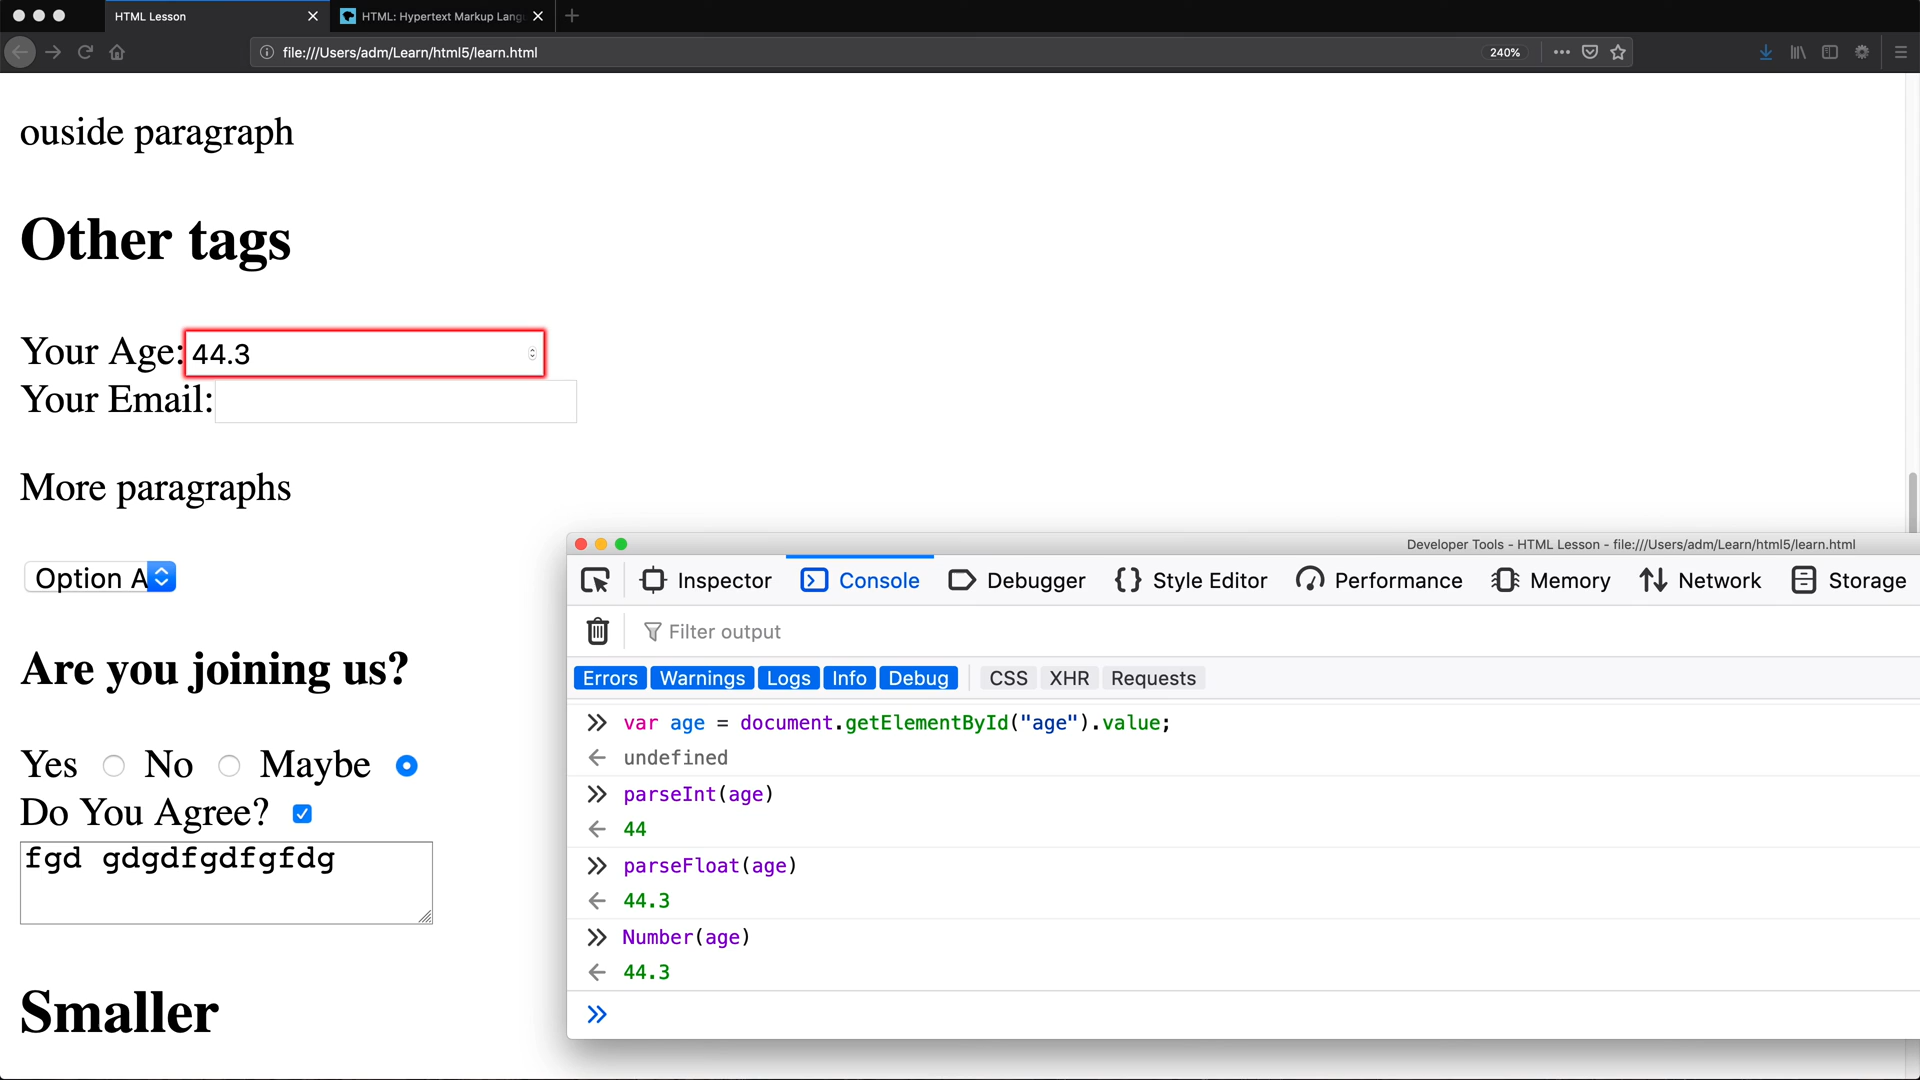 HTML Lesson
HTML: Hypertext Markup Lang
file:///Users/adm/Learn/html5/learn.html
240%
ouside paragraph
Other tags
Your Age: 44.3
Your Email:
More paragraphs
Option A
Are you joining us?
Yes No Maybe
Do You Agree?
fgd gdgdfgdfgfdg
Smaller
Developer Tools - HTML Lesson - file:///Users/adm/Learn/html5/learn.html
Inspector Console Debugger Style Editor Performance Memory Network Storage
Filter output
Errors Warnings Logs Info Debug CSS XHR Requests
var age = document.getElementById("age").value;
undefined
parseInt(age)
44
parseFloat(age)
44.3
Number(age)
44.3